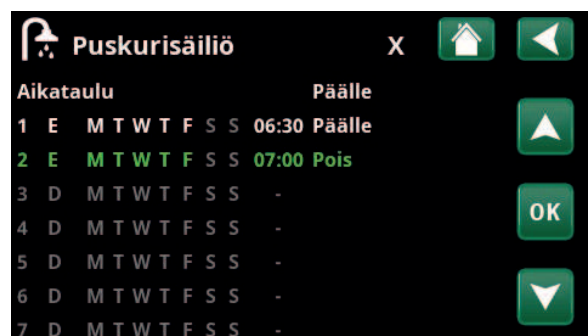 Puskurisäiliö X
Aikataulu Päälle
1 E M T W T F S S 06:30 Päälle
2 E M T W T F S S 07:00 Pois
3 D M T W T F S S -
4 D M T W T F S S -
OK
5 D M T W T F S S -
6 D M T W T F S S -
7 D M T W T F S S -